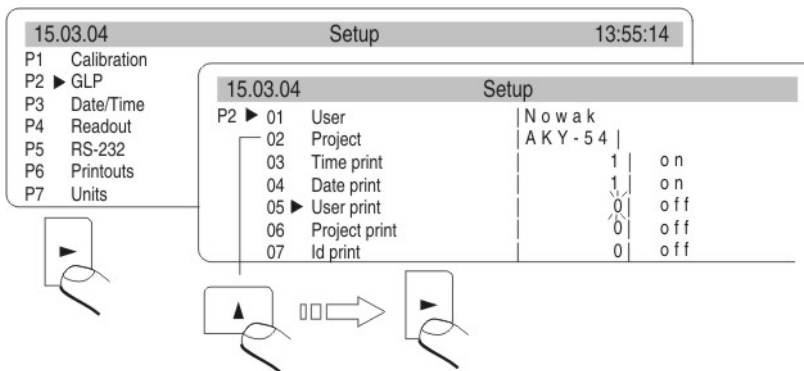 15.03.04 Setup 13:55:14
P1 Calibration
P2 ► GLP
P3 Date/Time
P4 Readout
P5 RS-232
P6 Printouts
P7 Units
15.03.04 Setup
P2 ► 01 User |Nowak
02 Project |AKY-54|
03 Time print | 1| on
04 Date print | 1| on
05 ► User print | 0| off
06 Project print | 0| off
07 Id print | 0| off